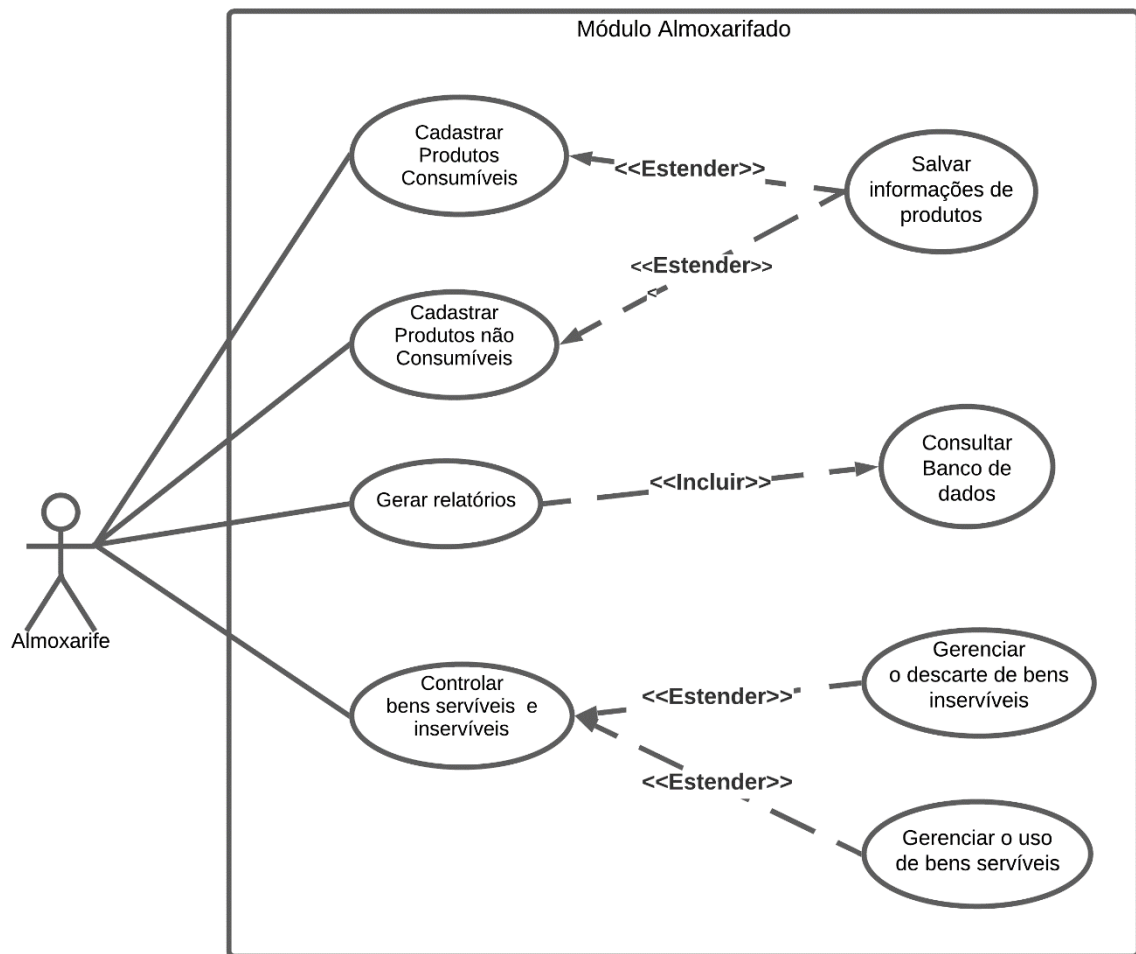 Módulo Almoxarifado
Cadastrar
Produtos
Consumíveis
<<Estender>>
Salvar
informações de
produtos
<<Estender>>
<
Cadastrar
Produtos não
Consumíveis
Gerar relatórios
<<Incluir>>
Consultar
Banco de
dados
Almoxarife
Controlar
bens servíveis e
inservíveis
<<Estender>>
Gerenciar
o descarte de bens
inservíveis
<<Estender>>
Gerenciar o uso
de bens servíveis